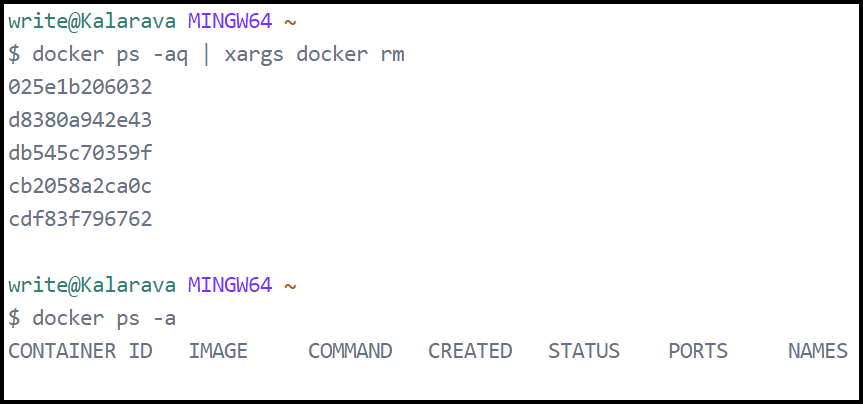 write@Kalarava MINGW64 ~
$ docker ps -aq | xargs docker rm
025e1b206032
d8380a942e43
db545c70359f
cb2058a2ca0c
cdf83f796762
write@Kalarava MINGW64 ~
$ docker ps -a
CONTAINER ID   IMAGE     COMMAND   CREATED   STATUS    PORTS     NAMES